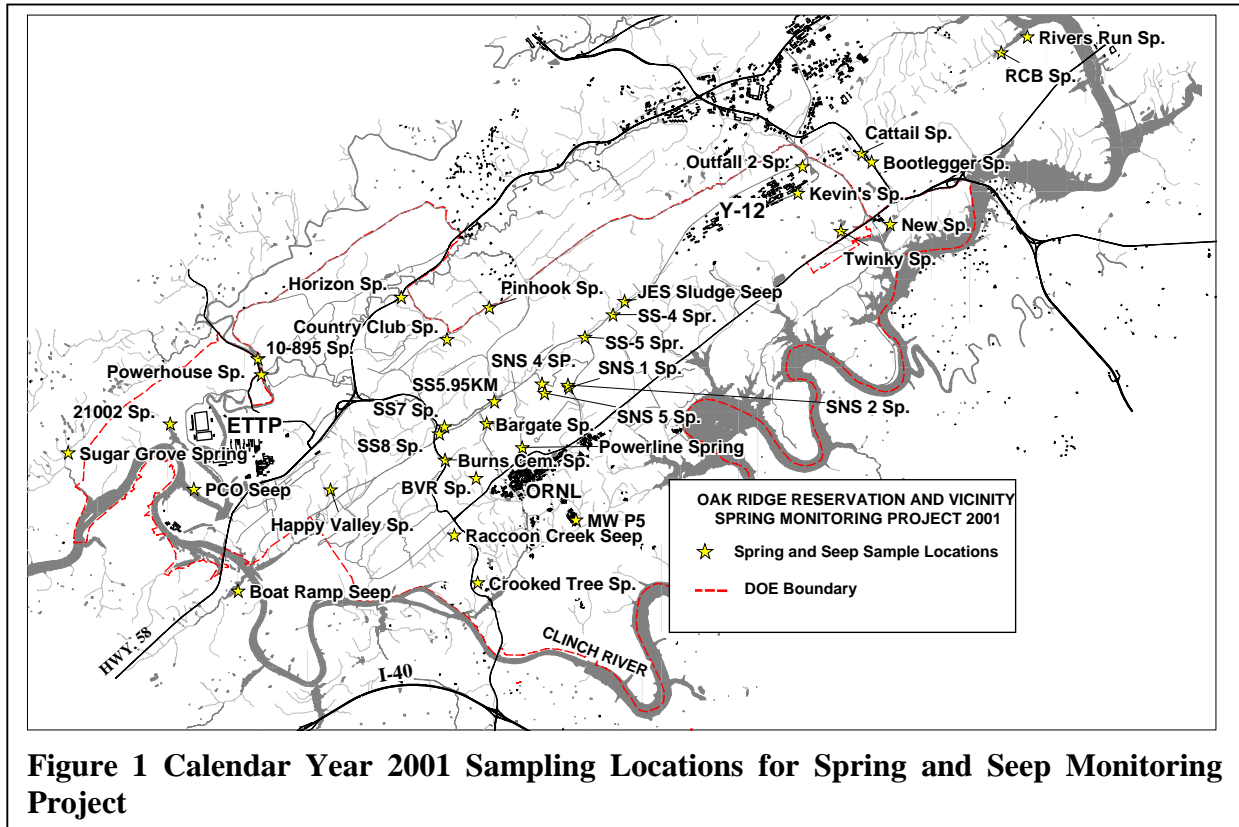 Rivers Run Sp.
RCB Sp.
Cattail Sp.
Outfall 2 Sp.
Bootlegger Sp.
Kevin's Sp.
Y-12
New Sp.
Twinky Sp.
Horizon Sp.
Pinhook Sp.
JES Sludge Seep
SS-4 Spr.
Country Club Sp.
SS-5 Spr.
10-895 Sp.
SNS 4 SP.
SNS 1 Sp.
Powerhouse Sp.
SS5.95KM
SNS 2 Sp.
SNS 5 Sp.
21002 Sp.
SS7 Sp.
ETTP
Bargate Sp.
SS8 Sp.
Powerline Spring
Sugar Grove Spring
Burns Cem. Sp.
PCO Seep
BVR Sp.
ORNL
Happy Valley Sp.
MW P5
Raccoon Creek Seep
Boat Ramp Seep
Crooked Tree Sp.
HWY. 58
I-40
CLINCH RIVER
OAK RIDGE RESERVATION AND VICINITY
SPRING MONITORING PROJECT 2001
Spring and Seep Sample Locations
DOE Boundary
Figure 1 Calendar Year 2001 Sampling Locations for Spring and Seep Monitoring
Project